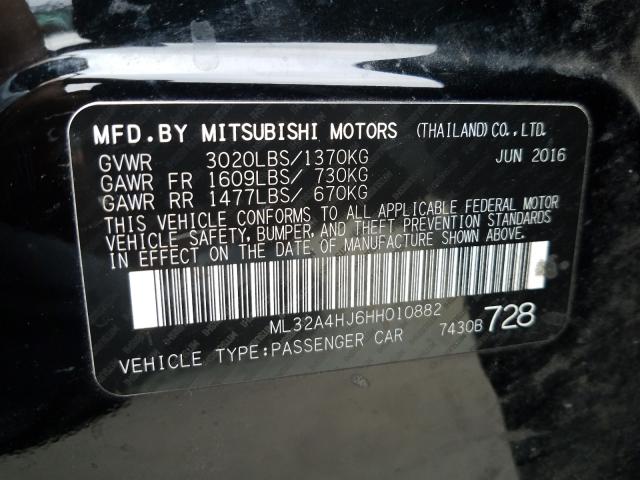 MFD.BY MITSUBISHI MOTORS (THAILAND)CO.,LTD.
GVWR 3020LBS/1370KG JUN 2016
GAWR FR 1609LBS/ 730KG
GAWR RR 1477LBS/ 670KG
THIS VEHICLE CONFORMS TO ALL APPLICABLE FEDERAL MOTOR
VEHICLE SAFETY, BUMPER, AND THEFT PREVENTION STANDARDS
IN EFFECT ON THE DATE OF MANUFACTURE SHOWN ABOVE.
ML32A4HJ6HH010882
VEHICLE TYPE:PASSENGER CAR 7430B 728